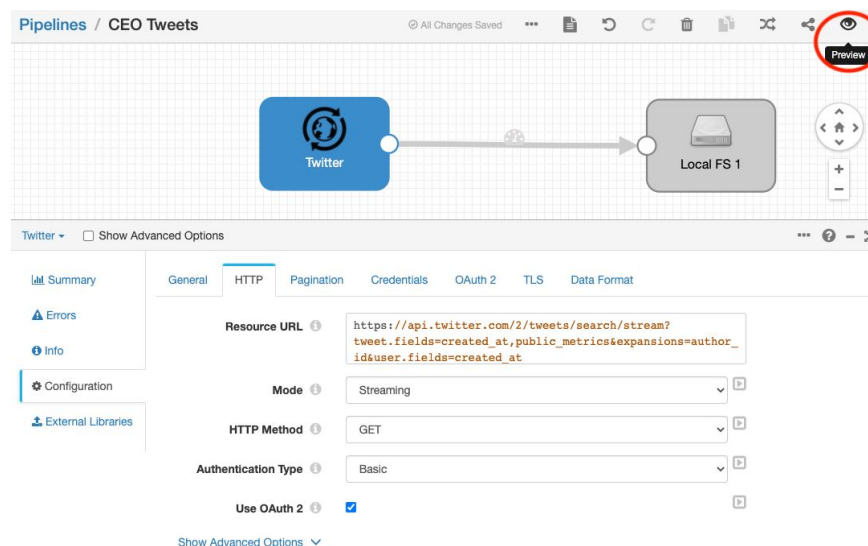 Pipelines / CEO Tweets
All Changes Saved
Preview
Twitter
Local FS 1
Twitter
Show Advanced Options
Summary
Errors
Info
Configuration
External Libraries
General HTTP Pagination Credentials OAuth 2 TLS Data Format
Resource URL
https://api.twitter.com/2/tweets/search/stream?
tweet.fields=created_at,public_metrics&expansions=author_
id&user.fields=created_at
Mode Streaming
HTTP Method GET
Authentication Type Basic
Use OAuth 2
Show Advanced Options